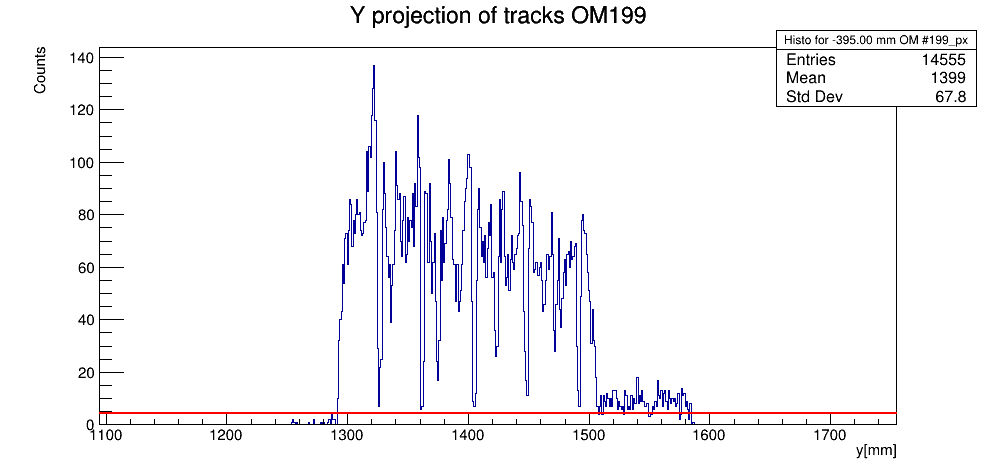 Y projection of tracks OM199
Histo for -395.00 mm OM #199_px
Entries 14555
Mean 1399
Std Dev 67.8
Counts
140
120
100
80
60
40
20
0
1100 1200 1300 1400 1500 1600 1700
y[mm]